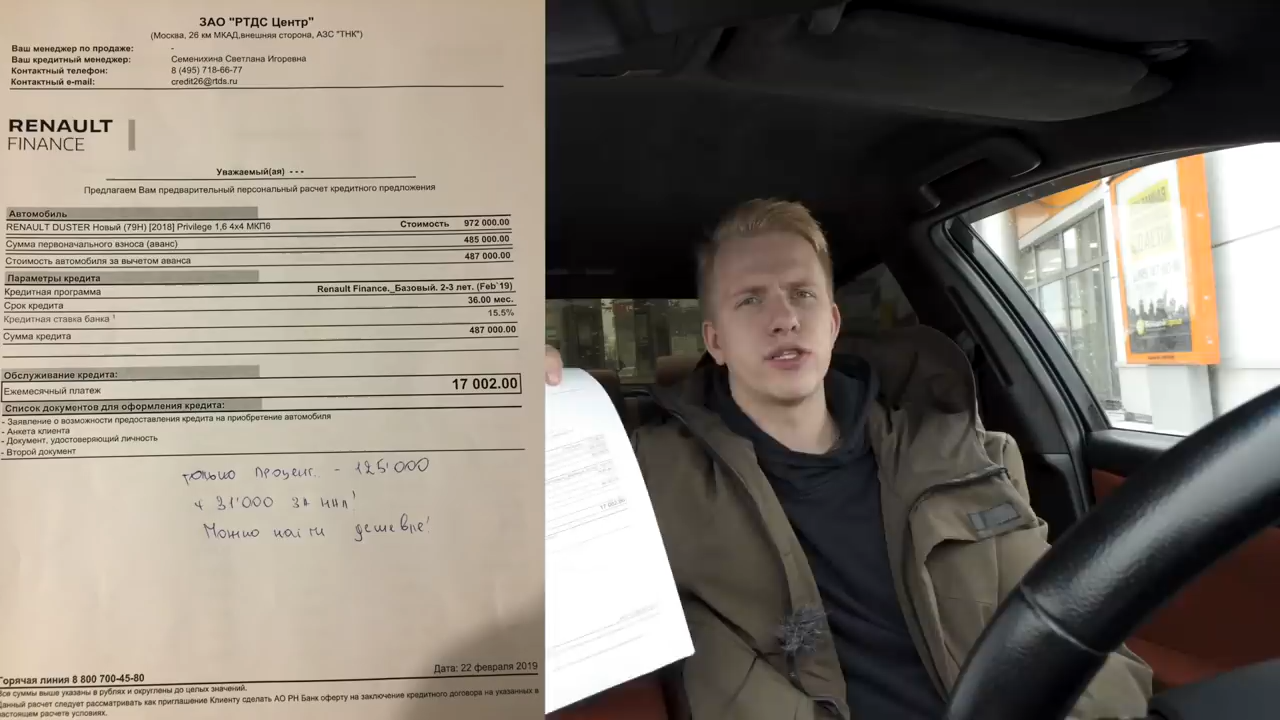 ЗАО "РТДС Центр"
(Москва, 26 км МКАД,внешняя сторона, АЗС "ТНК")
Ваш менеджер по продаже: -
Ваш кредитный менеджер: Семенихина Светлана Игоревна
Контактный телефон: 8 (495) 718-66-77
Контактный e-mail: credit26@rtds.ru
RENAULT
FINANCE
Уважаемый(ая) - - -
Предлагаем Вам предварительный персональный расчет кредитного предложения
Автомобиль
RENAULT DUSTER Новый (79H) [2018] Privilege 1,6 4x4 МКП6 Стоимость 972 000.00
Сумма первоначального взноса (аванс) 485 000.00
Стоимость автомобиля за вычетом аванса 487 000.00
Параметры кредита
Кредитная программа Renault Finance._Базовый. 2-3 лет. (Feb`19)
Срок кредита 36.00 мес.
Кредитная ставка банка ¹ 15.5%
Сумма кредита 487 000.00
Обслуживание кредита:
Ежемесячный платеж 17 002.00
Список документов для оформления кредита:
- Заявление о возможности предоставления кредита на приобретение автомобиля
- Анкета клиента
- Документ, удостоверяющий личность
- Второй документ
только процент.. - 125'000
31'000 за
Можно найти дешевле!
Дата: 22 февраля 2019
Горячая линия 8 800 700-45-80
Все суммы выше указаны в рублях и округлены до целых значений.
Данный расчет следует рассматривать как приглашение Клиенту сделать АО РН Банк оферту на заключение кредитного договора на указанных в
настоящем расчете условиях.